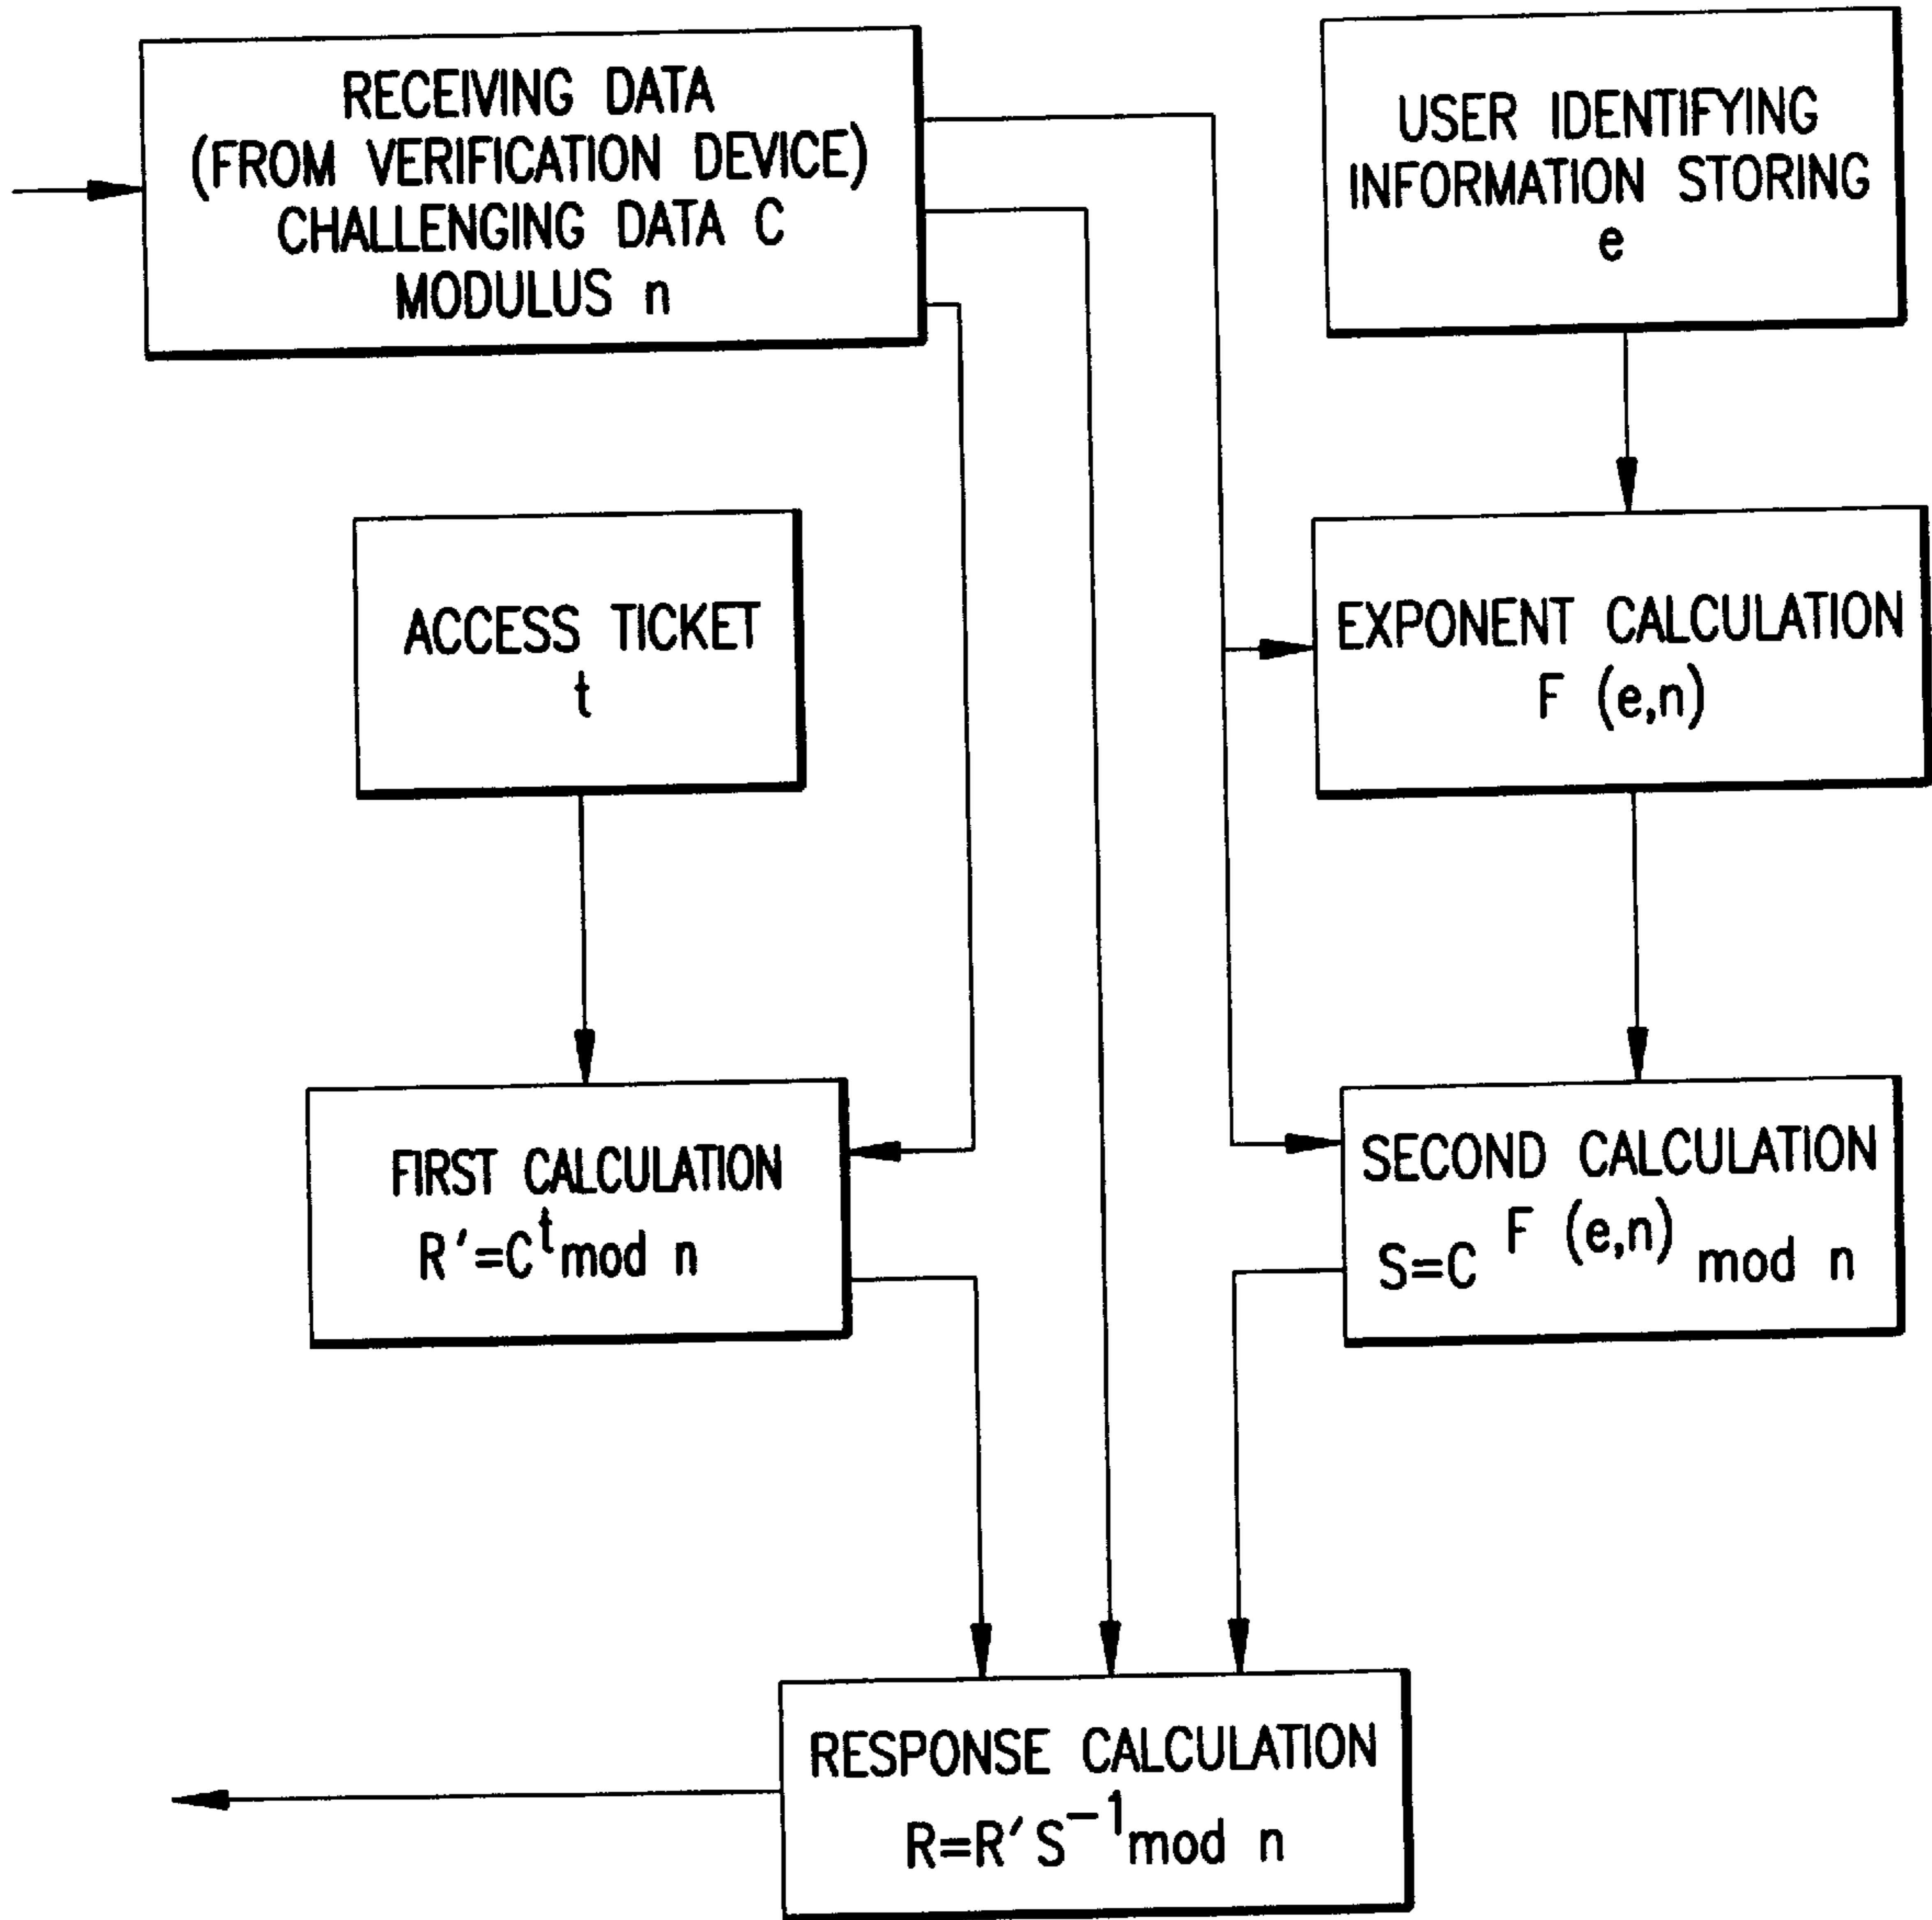 RECEIVING DATA
(FROM VERIFICATION DEVICE)
CHALLENGING DATA C
MODULUS n
USER IDENTIFYING
INFORMATION STORING
e
ACCESS TICKET
t
EXPONENT CALCULATION
F (e,n)
FIRST CALCULATION
R'=C^t mod n
SECOND CALCULATION
S=C^F (e,n) mod n
RESPONSE CALCULATION
R=R'S^-1 mod n